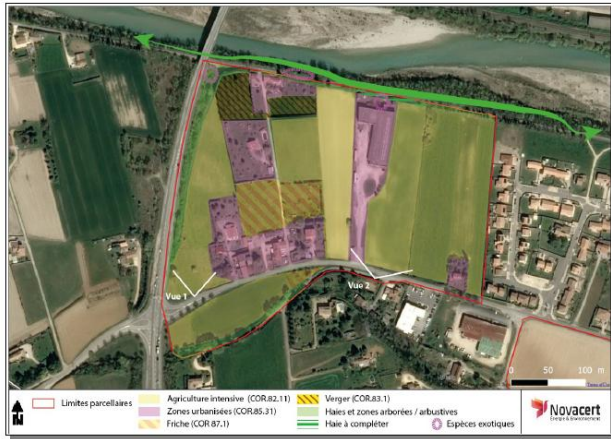 Vue 1
Vue 2
0 50 100 m
Limites parcellaires
Agriculture intensive (COR.82.11)
Zones urbanisées (COR.85.31)
Friche (COR 87.1)
Verger (COR.83.1)
Haies et zones arborées / arbustives
Haie à compléter
Espèces exotiques
Novacert
Énergie & Environnement